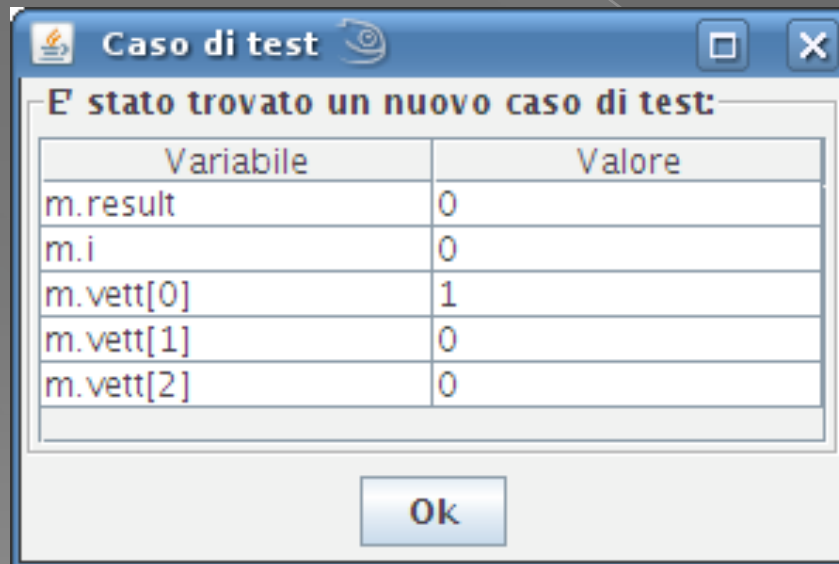 Caso di test
E' stato trovato un nuovo caso di test:
Variabile Valore
m.result 0
m.i 0
m.vett[0] 1
m.vett[1] 0
m.vett[2] 0
Ok